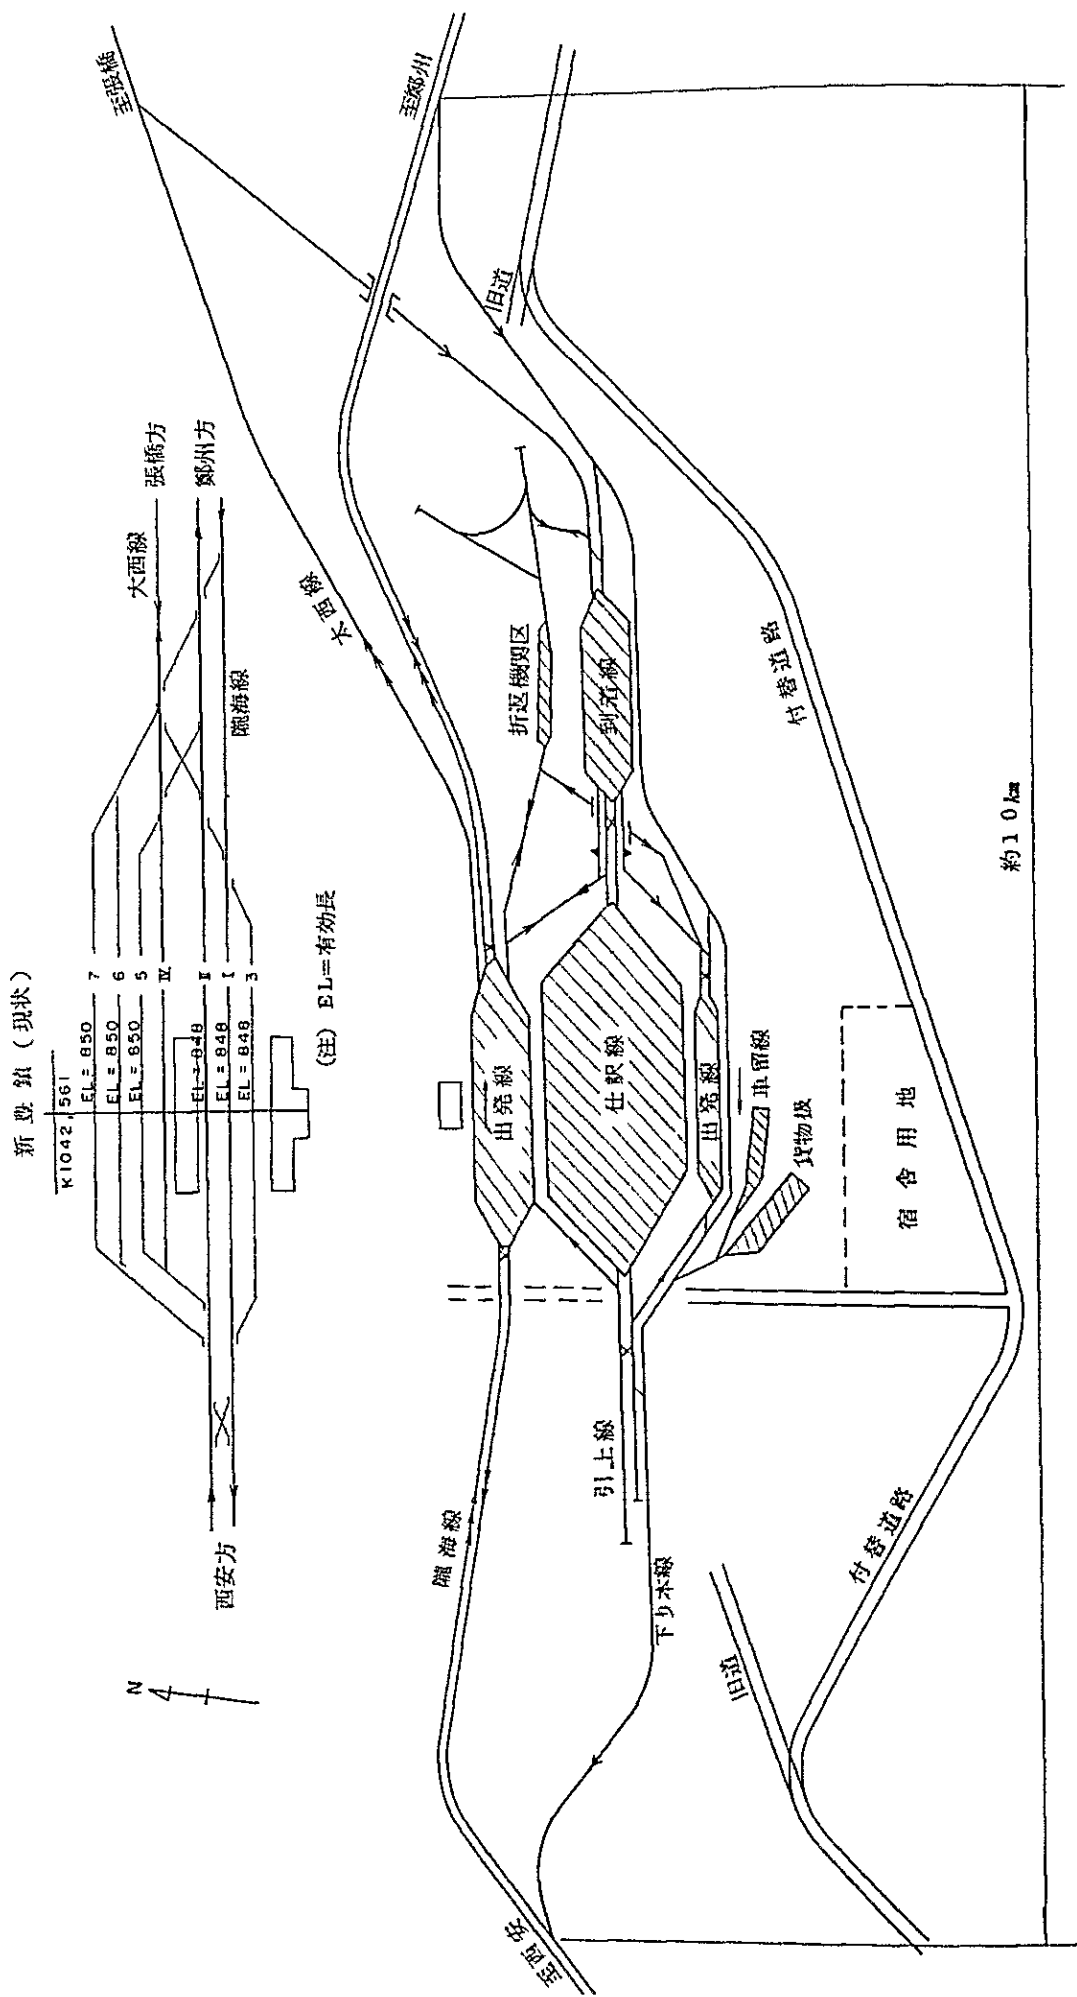 新豊鎮（現状）
K1042,561
EL=850 7
EL=850 6
EL=850 5
Ⅳ
EL=848 Ⅱ
EL=848 Ⅰ
EL=848 3
大西線
張橋方
鄭州方
隴海線
西安方
（注）EL=有効長
N
至張橋
至鄭州
旧道
大西線
折返機関区
到着線
付替道路
出発線
仕訳線
出発線
車留線
貨物扱
宿舎用地
隴海線
引上線
下り本線
旧道
付替道路
至西安
約10km